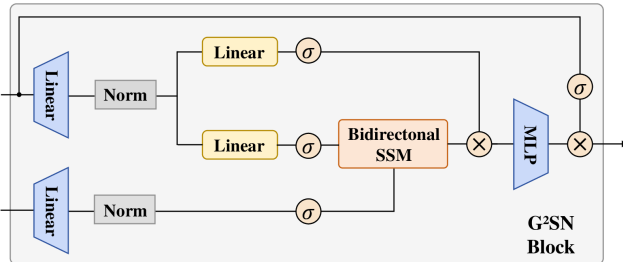 Linear
Norm
Linear
σ
Linear
σ
Bidirectonal
SSM
×
MLP
σ
×
Linear
Norm
σ
G²SN
Block